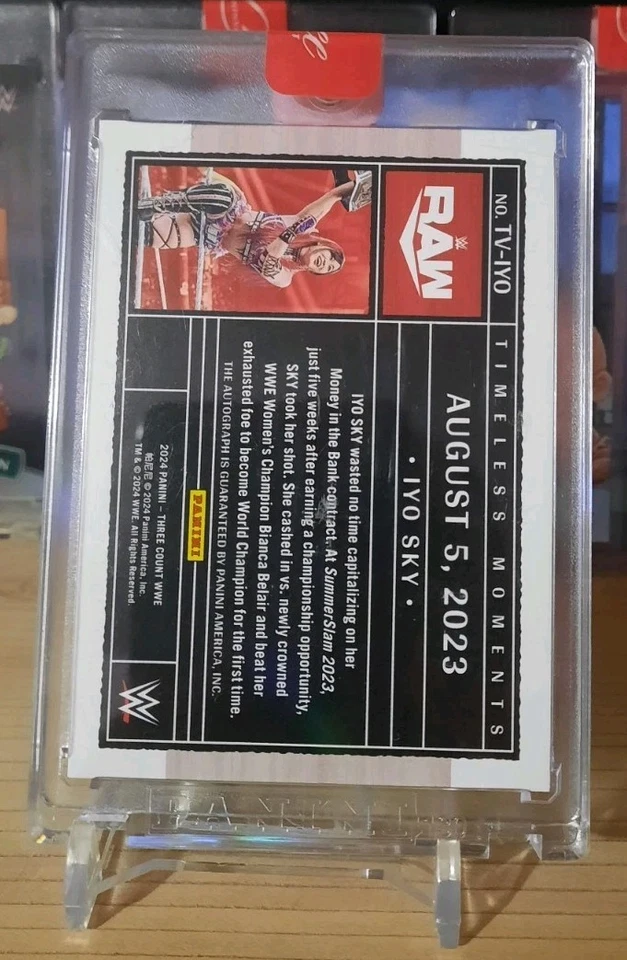 NO. TV-IYO
TIMELESS MOMENTS
RAW
AUGUST 5, 2023
• IYO SKY •
IYO SKY wasted no time capitalizing on her
Money in the Bank contract. At SummerSlam 2023,
just five weeks after earning a championship opportunity,
SKY took her shot. She cashed in vs. newly crowned
WWE Women's Champion Bianca Belair and beat her
exhausted foe to become World Champion for the first time.
THE AUTOGRAPH IS GUARANTEED BY PANINI AMERICA, INC.
PANINI
2024 PANINI – THREE COUNT WWE
帕尼尼 © 2024 Panini America, Inc.
TM & © 2024 WWE. All Rights Reserved.
W
PANINI